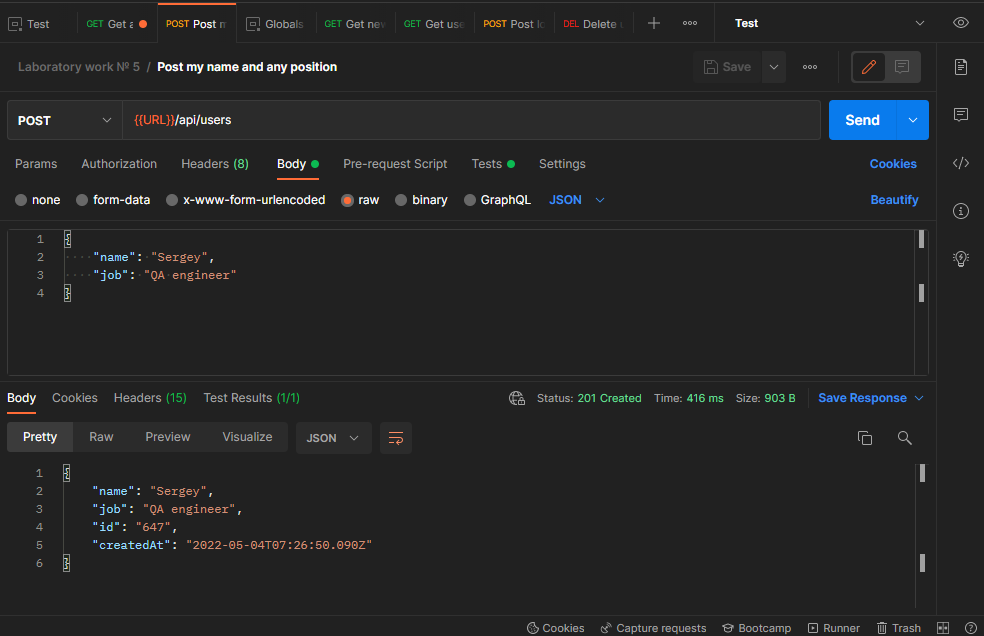 Test GET Get a POST Post m Globals GET Get nev GET Get use POST Post lo DEL Delete u Test
Laboratory work № 5 / Post my name and any position Save
POST {{URL}}/api/users Send
Params Authorization Headers (8) Body Pre-request Script Tests Settings Cookies
none form-data x-www-form-urlencoded raw binary GraphQL JSON Beautify
1 {
2 "name": "Sergey",
3 "job": "QA engineer"
4 }
Body Cookies Headers (15) Test Results (1/1) Status: 201 Created Time: 416 ms Size: 903 B Save Response
Pretty Raw Preview Visualize JSON
1 {
2 "name": "Sergey",
3 "job": "QA engineer",
4 "id": "647",
5 "createdAt": "2022-05-04T07:26:50.090Z"
6 }
Cookies Capture requests Bootcamp Runner Trash